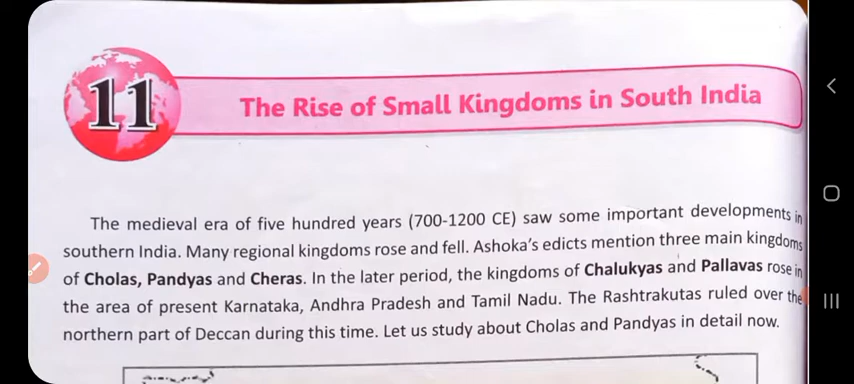 11
The Rise of Small Kingdoms in South India
The medieval era of five hundred years (700-1200 CE) saw some important developments in
southern India. Many regional kingdoms rose and fell. Ashoka's edicts mention three main kingdoms
of Cholas, Pandyas and Cheras. In the later period, the kingdoms of Chalukyas and Pallavas rose in
the area of present Karnataka, Andhra Pradesh and Tamil Nadu. The Rashtrakutas ruled over the
northern part of Deccan during this time. Let us study about Cholas and Pandyas in detail now.